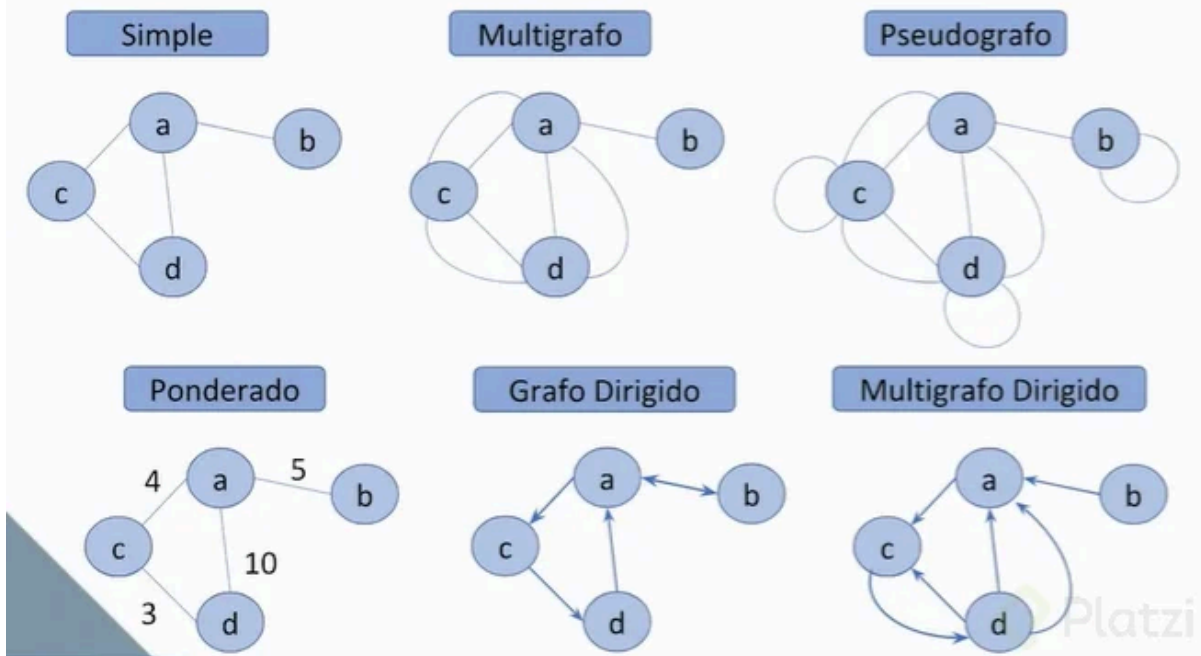 Simple
Multigrafo
Pseudografo
a
b
c
d
a
b
c
d
a
b
c
d
Ponderado
Grafo Dirigido
Multigrafo Dirigido
4
a
5
b
c
10
3
d
a
b
c
d
a
b
c
d
Platzi